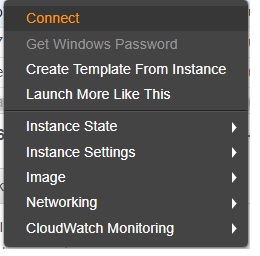 Connect
Get Windows Password
Create Template From Instance
Launch More Like This
Instance State
Instance Settings
Image
Networking
CloudWatch Monitoring